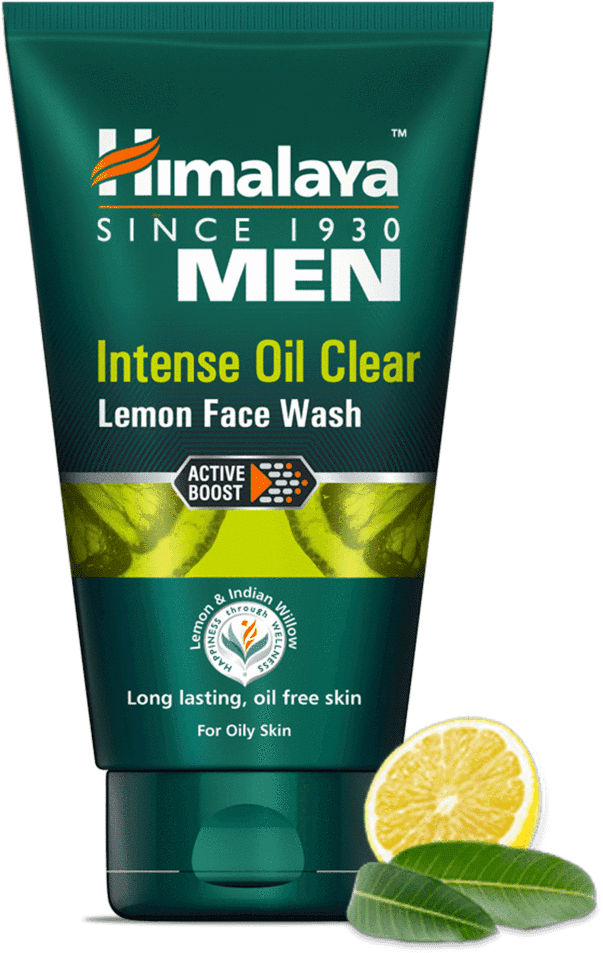 Himalaya™
SINCE 1930
MEN
Intense Oil Clear
Lemon Face Wash
ACTIVE
BOOST
Lemon & Indian Willow
HAPPINESS through WELLNESS
®
Long lasting, oil free skin
For Oily Skin